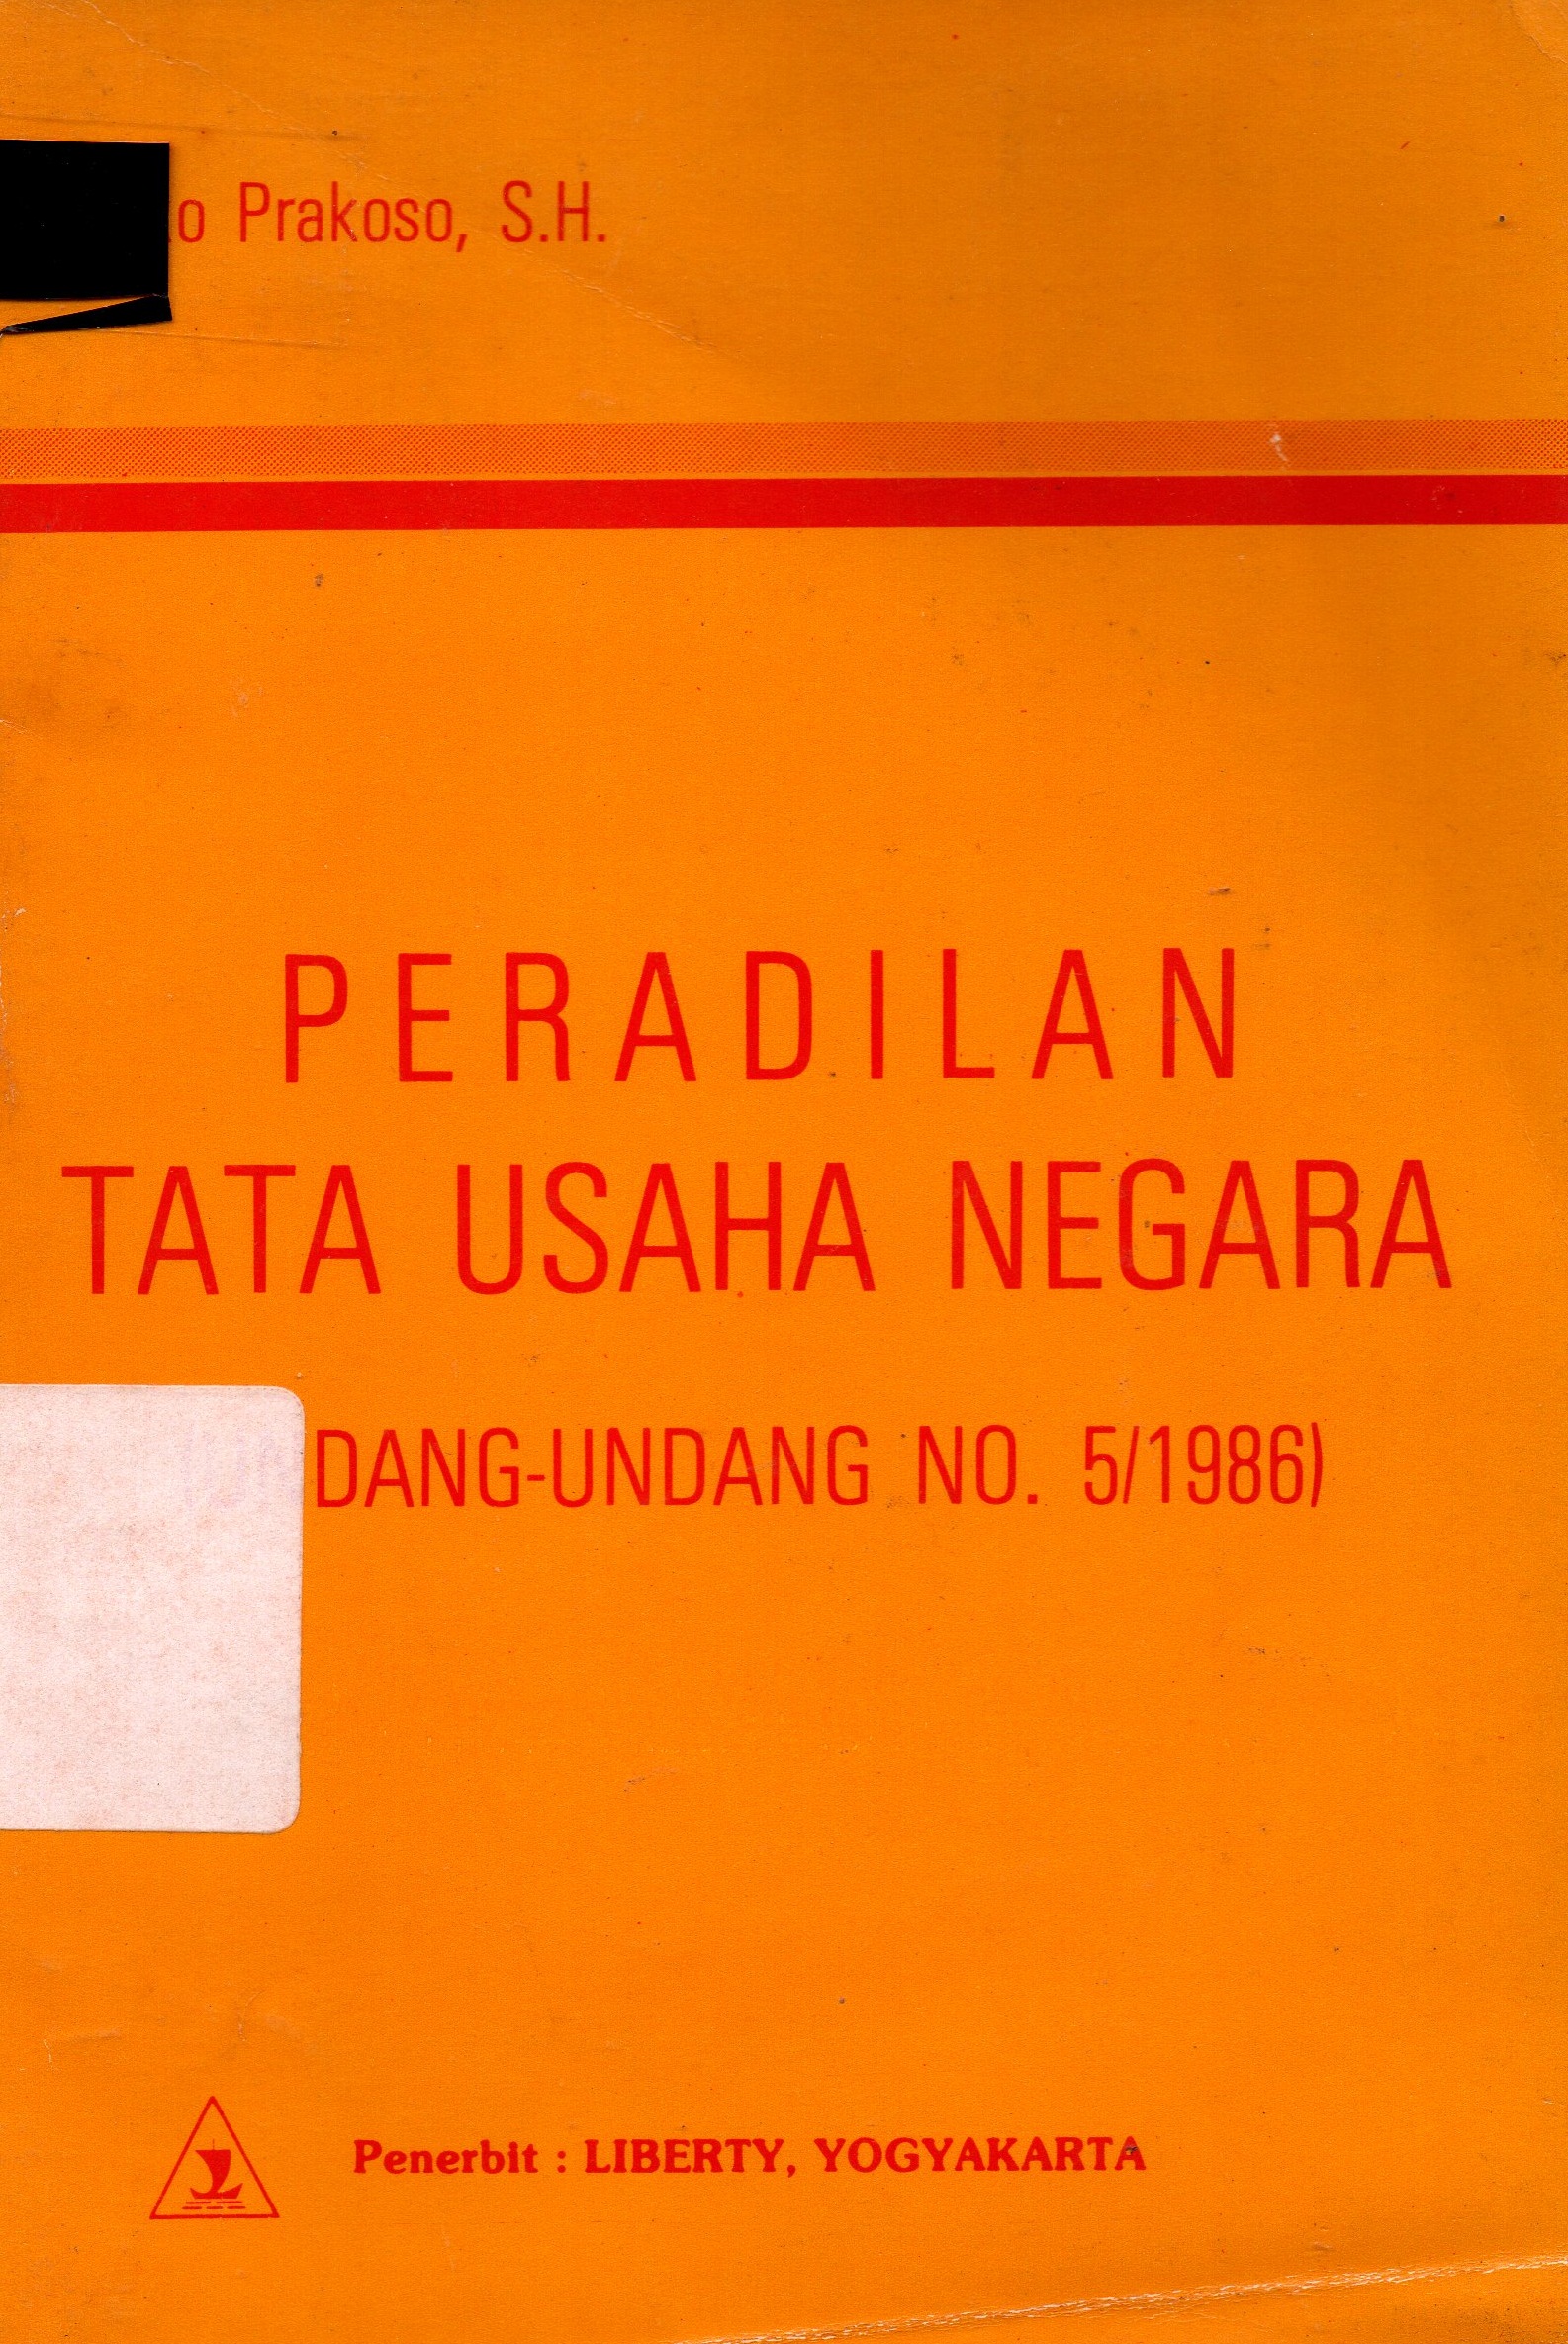 Prakoso, S.H.
PERADILAN
TATA USAHA NEGARA
DANG-UNDANG NO. 5/1986)
Penerbit : LIBERTY, YOGYAKARTA